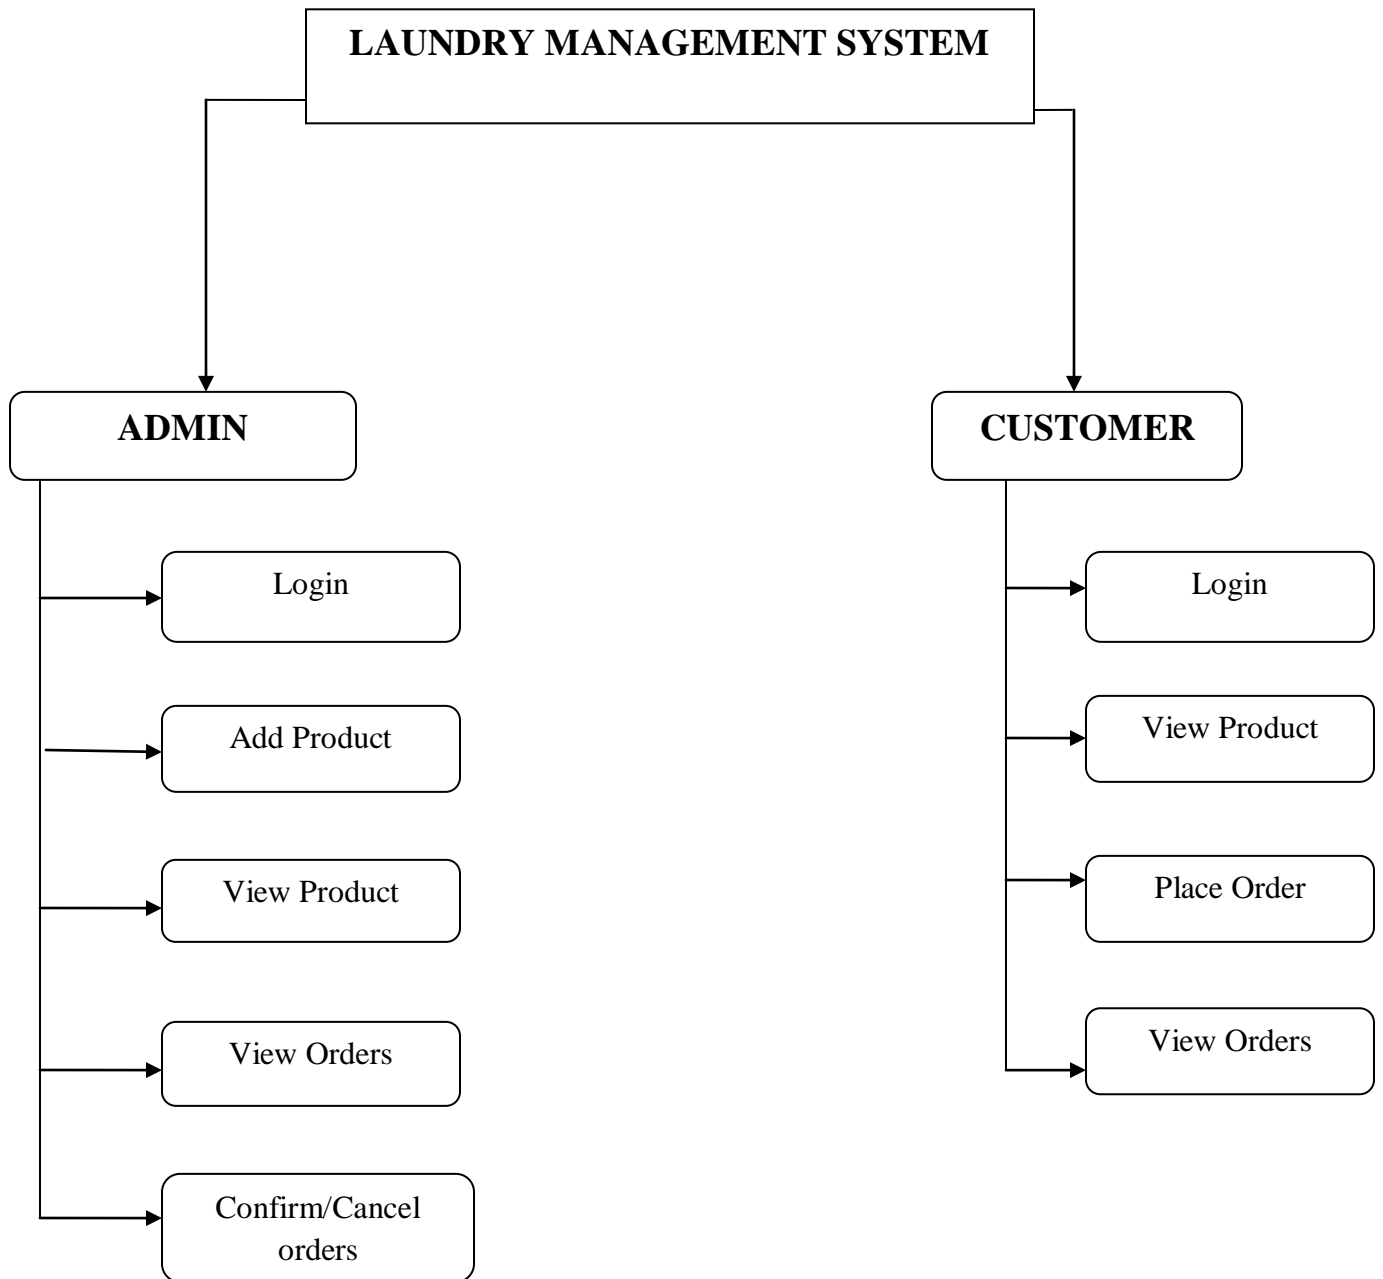 LAUNDRY MANAGEMENT SYSTEM
ADMIN
Login
Add Product
View Product
View Orders
Confirm/Cancel
orders
CUSTOMER
Login
View Product
Place Order
View Orders